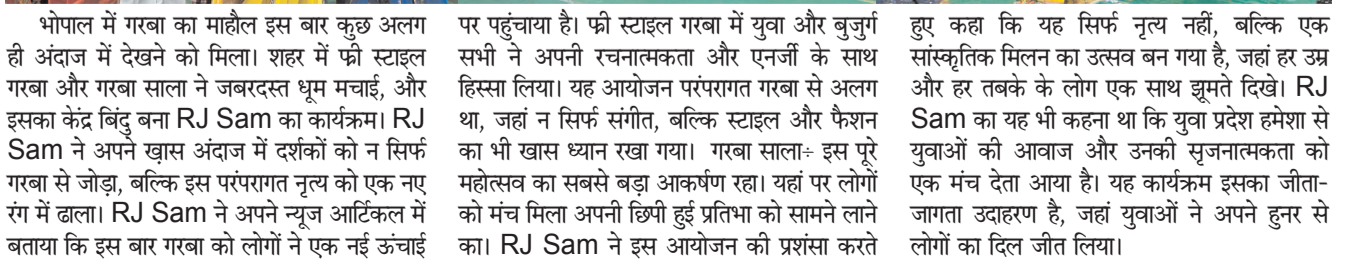 भोपाल में गरबा का माहौल इस बार कुछ अलग
ही अंदाज में देखने को मिला। शहर में फ्री स्टाइल
गरबा और गरबा साला ने जबरदस्त धूम मचाई, और
इसका केंद्र बिंदु बना RJ Sam का कार्यक्रम। RJ
Sam ने अपने ख़ास अंदाज में दर्शकों को न सिर्फ
गरबा से जोड़ा, बल्कि इस परंपरागत नृत्य को एक नए
रंग में ढाला। RJ Sam ने अपने न्यूज आर्टिकल में
बताया कि इस बार गरबा को लोगों ने एक नई ऊंचाई
पर पहुंचाया है। फ्री स्टाइल गरबा में युवा और बुजुर्ग
सभी ने अपनी रचनात्मकता और एनर्जी के साथ
हिस्सा लिया। यह आयोजन परंपरागत गरबा से अलग
था, जहां न सिर्फ संगीत, बल्कि स्टाइल और फैशन
का भी खास ध्यान रखा गया। गरबा साला÷ इस पूरे
महोत्सव का सबसे बड़ा आकर्षण रहा। यहां पर लोगों
को मंच मिला अपनी छिपी हुई प्रतिभा को सामने लाने
का। RJ Sam ने इस आयोजन की प्रशंसा करते
हुए कहा कि यह सिर्फ नृत्य नहीं, बल्कि एक
सांस्कृतिक मिलन का उत्सव बन गया है, जहां हर उम्र
और हर तबके के लोग एक साथ झूमते दिखे। RJ
Sam का यह भी कहना था कि युवा प्रदेश हमेशा से
युवाओं की आवाज और उनकी सृजनात्मकता को
एक मंच देता आया है। यह कार्यक्रम इसका जीता-
जागता उदाहरण है, जहां युवाओं ने अपने हुनर से
लोगों का दिल जीत लिया।